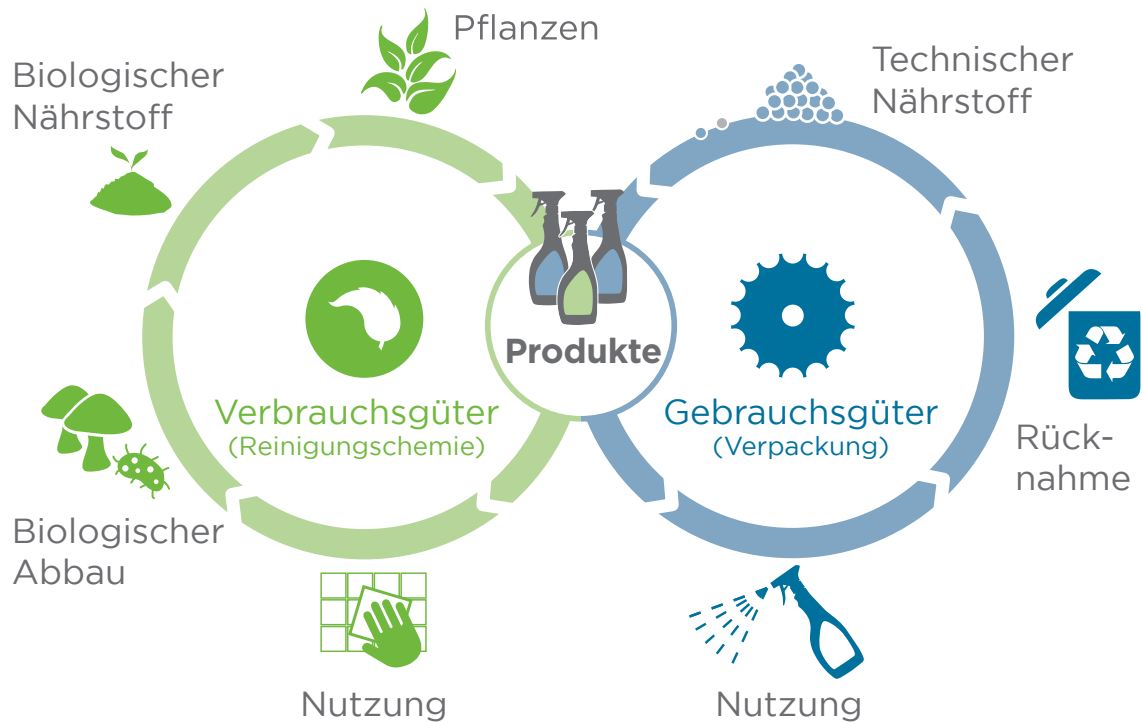 Pflanzen
Biologischer
Nährstoff
Technischer
Nährstoff
Produkte
Verbrauchsgüter
(Reinigungschemie)
Gebrauchsgüter
(Verpackung)
Rück-
nahme
Biologischer
Abbau
Nutzung
Nutzung